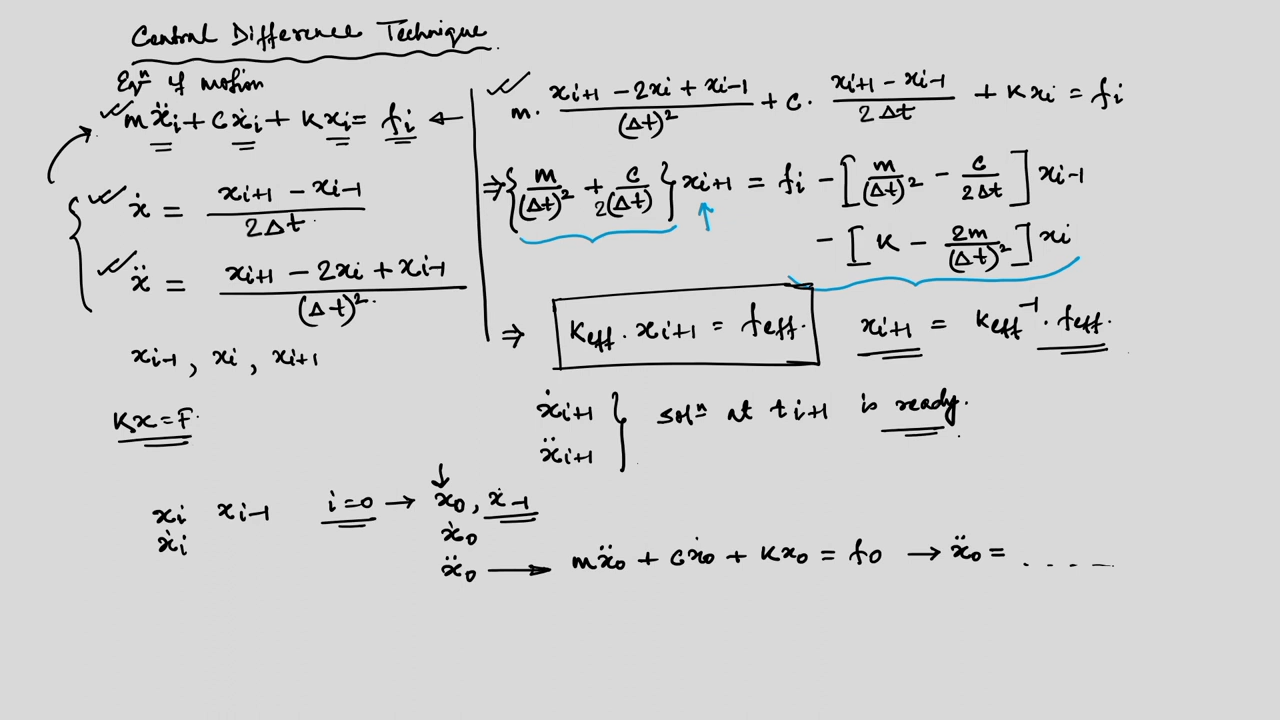 Central Difference Technique
Eqⁿ of motion
mẍi + cẋi + Kxi = fi
ẋ = (xi+1 − xi-1) / 2Δt
ẍ = (xi+1 − 2xi + xi-1) / (Δt)²
xi-1, xi, xi+1
Kx = F
m · (xi+1 − 2xi + xi-1) / (Δt)² + c · (xi+1 − xi-1) / 2Δt + Kxi = fi
⇒ { m/(Δt)² + c/2(Δt) } xi+1 = fi − [ m/(Δt)² − c/2Δt ] xi-1
− [ K − 2m/(Δt)² ] xi
⇒ Keff · xi+1 = feff. xi+1 = Keff⁻¹ · feff.
ẋi+1 } solⁿ at ti+1 is ready.
ẍi+1
xi xi-1 i=0 → x0, x-1
ẋi ẋ0
ẍ0 → mẍ0 + cẋ0 + Kx0 = f0 → ẍ0 = . . . .